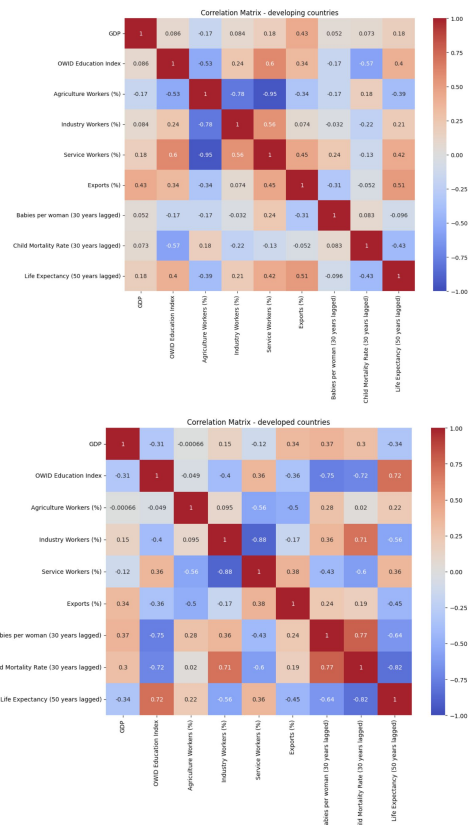 Correlation Matrix - developing countries
GDP 1 0.086 -0.17 0.084 0.18 0.43 0.052 0.073 0.18
OWID Education Index 0.086 1 -0.53 0.24 0.6 0.34 -0.17 -0.57 0.4
Agriculture Workers (%) -0.17 -0.53 1 -0.78 -0.95 -0.34 -0.17 0.18 -0.39
Industry Workers (%) 0.084 0.24 -0.78 1 0.56 0.074 -0.032 -0.22 0.21
Service Workers (%) 0.18 0.6 -0.95 0.56 1 0.45 0.24 -0.13 0.42
Exports (%) 0.43 0.34 -0.34 0.074 0.45 1 -0.31 -0.052 0.51
Babies per woman (30 years lagged) 0.052 -0.17 -0.17 -0.032 0.24 -0.31 1 0.083 -0.096
Child Mortality Rate (30 years lagged) 0.073 -0.57 0.18 -0.22 -0.13 -0.052 0.083 1 -0.43
Life Expectancy (50 years lagged) 0.18 0.4 -0.39 0.21 0.42 0.51 -0.096 -0.43 1
GDP
OWID Education Index
Agriculture Workers (%)
Industry Workers (%)
Service Workers (%)
Exports (%)
Babies per woman (30 years lagged)
Child Mortality Rate (30 years lagged)
Life Expectancy (50 years lagged)
1.00
0.75
0.50
0.25
0.00
−0.25
−0.50
−0.75
−1.00
Correlation Matrix - developed countries
GDP 1 -0.31 -0.00066 0.15 -0.12 0.34 0.37 0.3 -0.34
OWID Education Index -0.31 1 -0.049 -0.4 0.36 -0.36 -0.75 -0.72 0.72
Agriculture Workers (%) -0.00066 -0.049 1 0.095 -0.56 -0.5 0.28 0.02 0.22
Industry Workers (%) 0.15 -0.4 0.095 1 -0.88 -0.17 0.36 0.71 -0.56
Service Workers (%) -0.12 0.36 -0.56 -0.88 1 0.38 -0.43 -0.6 0.36
Exports (%) 0.34 -0.36 -0.5 -0.17 0.38 1 0.24 0.19 -0.45
bies per woman (30 years lagged) 0.37 -0.75 0.28 0.36 -0.43 0.24 1 0.77 -0.64
d Mortality Rate (30 years lagged) 0.3 -0.72 0.02 0.71 -0.6 0.19 0.77 1 -0.82
Life Expectancy (50 years lagged) -0.34 0.72 0.22 -0.56 0.36 -0.45 -0.64 -0.82 1
GDP
OWID Education Index
Agriculture Workers (%)
Industry Workers (%)
Service Workers (%)
Exports (%)
bies per woman (30 years lagged)
ld Mortality Rate (30 years lagged)
Life Expectancy (50 years lagged)
1.00
0.75
0.50
0.25
0.00
−0.25
−0.50
−0.75
−1.00